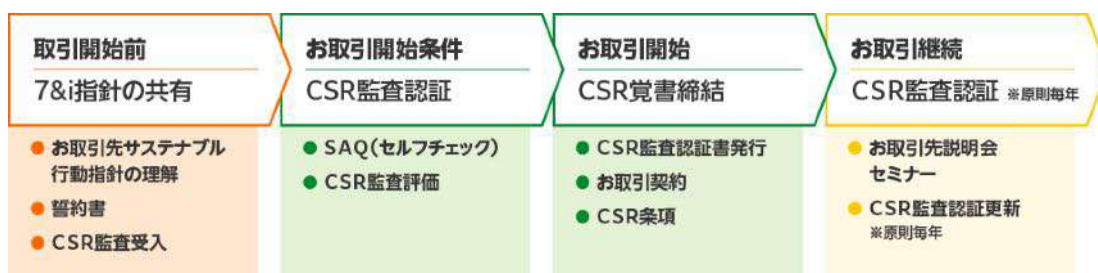 取引開始前
7&i指針の共有
● お取引先サステナブル
行動指針の理解
● 誓約書
● CSR監査受入
お取引開始条件
CSR監査認証
● SAQ(セルフチェック)
● CSR監査評価
お取引開始
CSR覚書締結
● CSR監査認証書発行
● お取引契約
● CSR条項
お取引継続
CSR監査認証 ※原則毎年
● お取引先説明会
セミナー
● CSR監査認証更新
※原則毎年